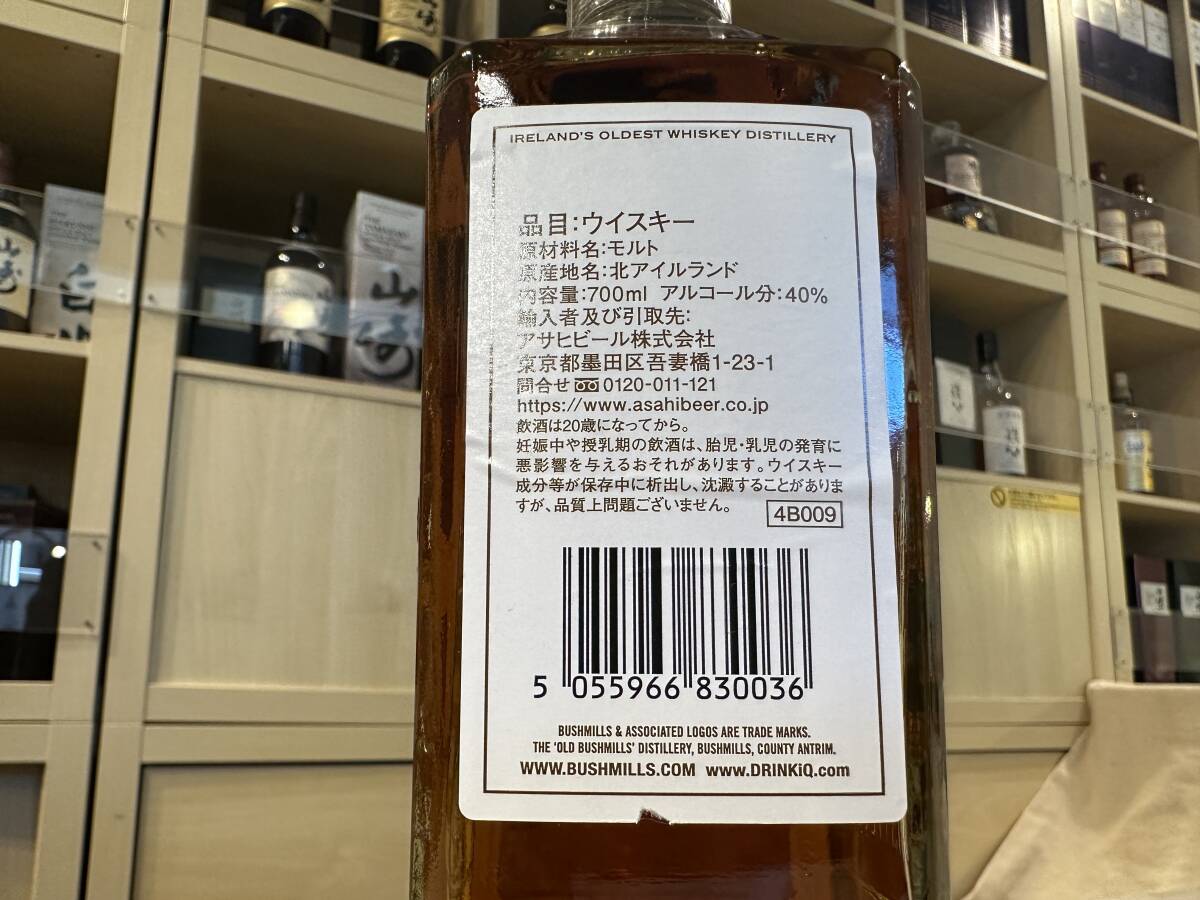 IRELAND'S OLDEST WHISKEY DISTILLERY
品目:ウイスキー
原材料名:モルト
原産地名:北アイルランド
内容量:700ml アルコール分:40%
輸入者及び引取先:
アサヒビール株式会社
東京都墨田区吾妻橋1-23-1
問合せ 0120-011-121
https://www.asahibeer.co.jp
飲酒は20歳になってから。
妊娠中や授乳期の飲酒は、胎児・乳児の発育に
悪影響を与えるおそれがあります。ウイスキー
成分等が保存中に析出し、沈澱することがありま
すが、品質上問題ございません。
4B009
5 055966 830036
BUSHMILLS & ASSOCIATED LOGOS ARE TRADE MARKS.
THE 'OLD BUSHMILLS' DISTILLERY, BUSHMILLS, COUNTY ANTRIM.
WWW.BUSHMILLS.COM www.DRINKiQ.com
山崎